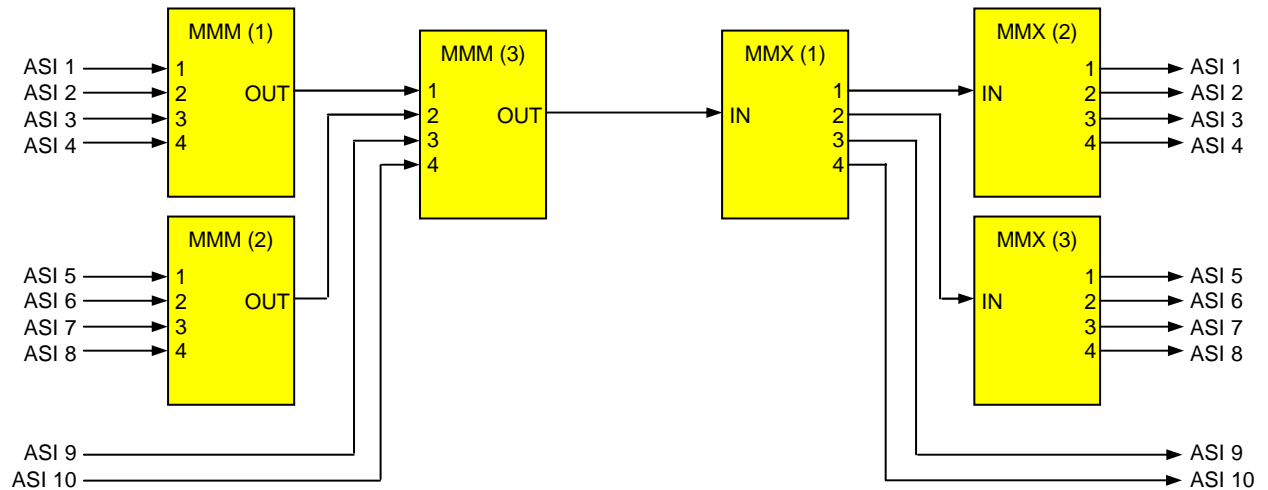 MMM (1)
ASI 1
ASI 2
ASI 3
ASI 4
1
2
3
4
OUT
MMM (2)
ASI 5
ASI 6
ASI 7
ASI 8
1
2
3
4
OUT
ASI 9
ASI 10
MMM (3)
1
2
3
4
OUT
MMX (1)
IN
1
2
3
4
MMX (2)
IN
1
2
3
4
ASI 1
ASI 2
ASI 3
ASI 4
MMX (3)
IN
1
2
3
4
ASI 5
ASI 6
ASI 7
ASI 8
ASI 9
ASI 10